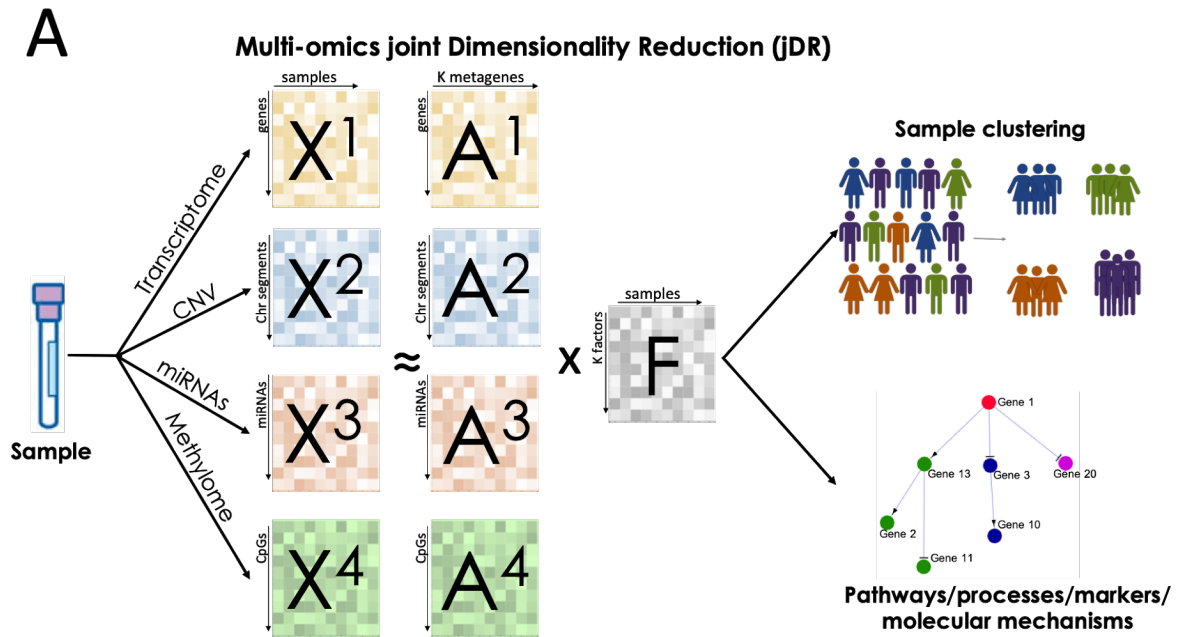 A
Multi-omics joint Dimensionality Reduction (jDR)
samples
K metagenes
genes
X1
genes
A1
Transcriptome
CNV
miRNAs
Methylome
Sample
Chr segments
X2
Chr segments
A2
≈
miRNAs
X3
miRNAs
A3
CpGs
X4
CpGs
A4
x
samples
K factors
F
Sample clustering
Gene 1
Gene 13
Gene 3
Gene 20
Gene 2
Gene 10
Gene 11
Pathways/processes/markers/
molecular mechanisms